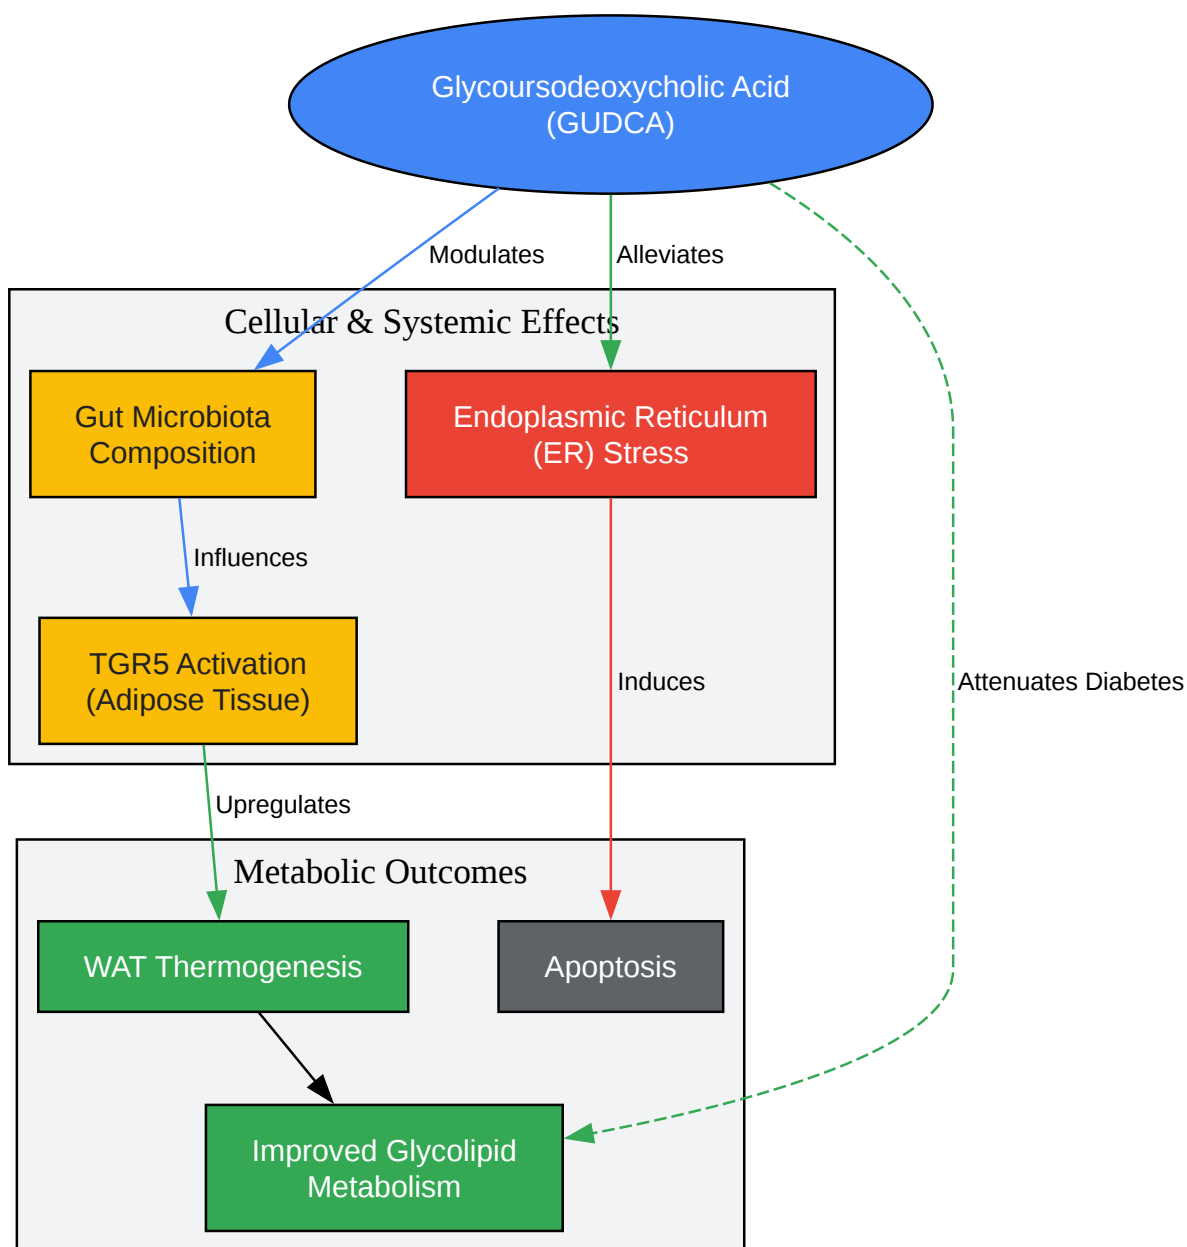 Glycoursodeoxycholic Acid
(GUDCA)
Modulates
Alleviates
Cellular & Systemic Effects
Gut Microbiota
Composition
Endoplasmic Reticulum
(ER) Stress
Influences
TGR5 Activation
(Adipose Tissue)
Induces
Attenuates Diabetes
Upregulates
Metabolic Outcomes
WAT Thermogenesis
Apoptosis
Improved Glycolipid
Metabolism